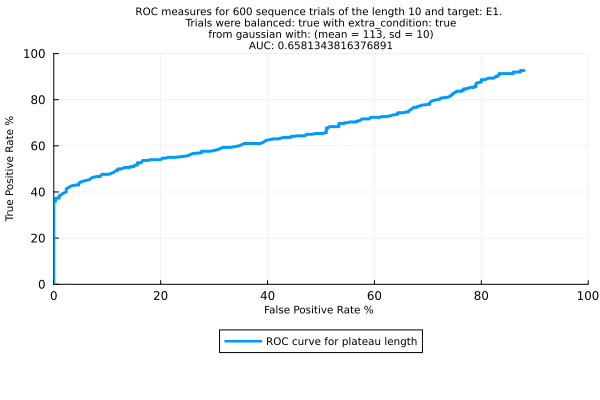 ROC measures for 600 sequence trials of the length 10 and target: E1.
Trials were balanced: true with extra_condition: true
from gaussian with: (mean = 113, sd = 10)
AUC: 0.6581343816376891
100
80
60
40
20
0
True Positive Rate %
0 20 40 60 80 100
False Positive Rate %
ROC curve for plateau length